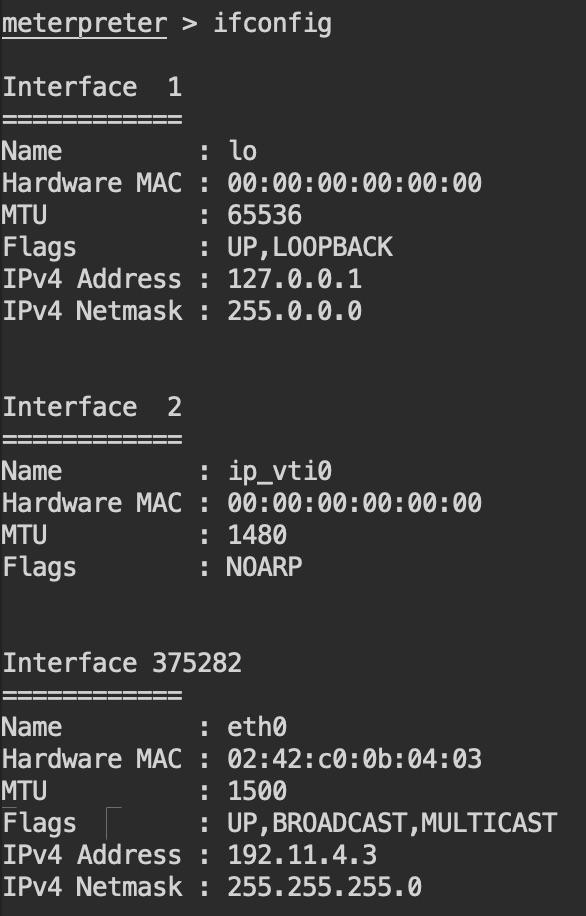 meterpreter > ifconfig
Interface  1
============
Name         : lo
Hardware MAC : 00:00:00:00:00:00
MTU          : 65536
Flags        : UP,LOOPBACK
IPv4 Address : 127.0.0.1
IPv4 Netmask : 255.0.0.0
Interface  2
============
Name         : ip_vti0
Hardware MAC : 00:00:00:00:00:00
MTU          : 1480
Flags        : NOARP
Interface 375282
============
Name         : eth0
Hardware MAC : 02:42:c0:0b:04:03
MTU          : 1500
Flags        : UP,BROADCAST,MULTICAST
IPv4 Address : 192.11.4.3
IPv4 Netmask : 255.255.255.0